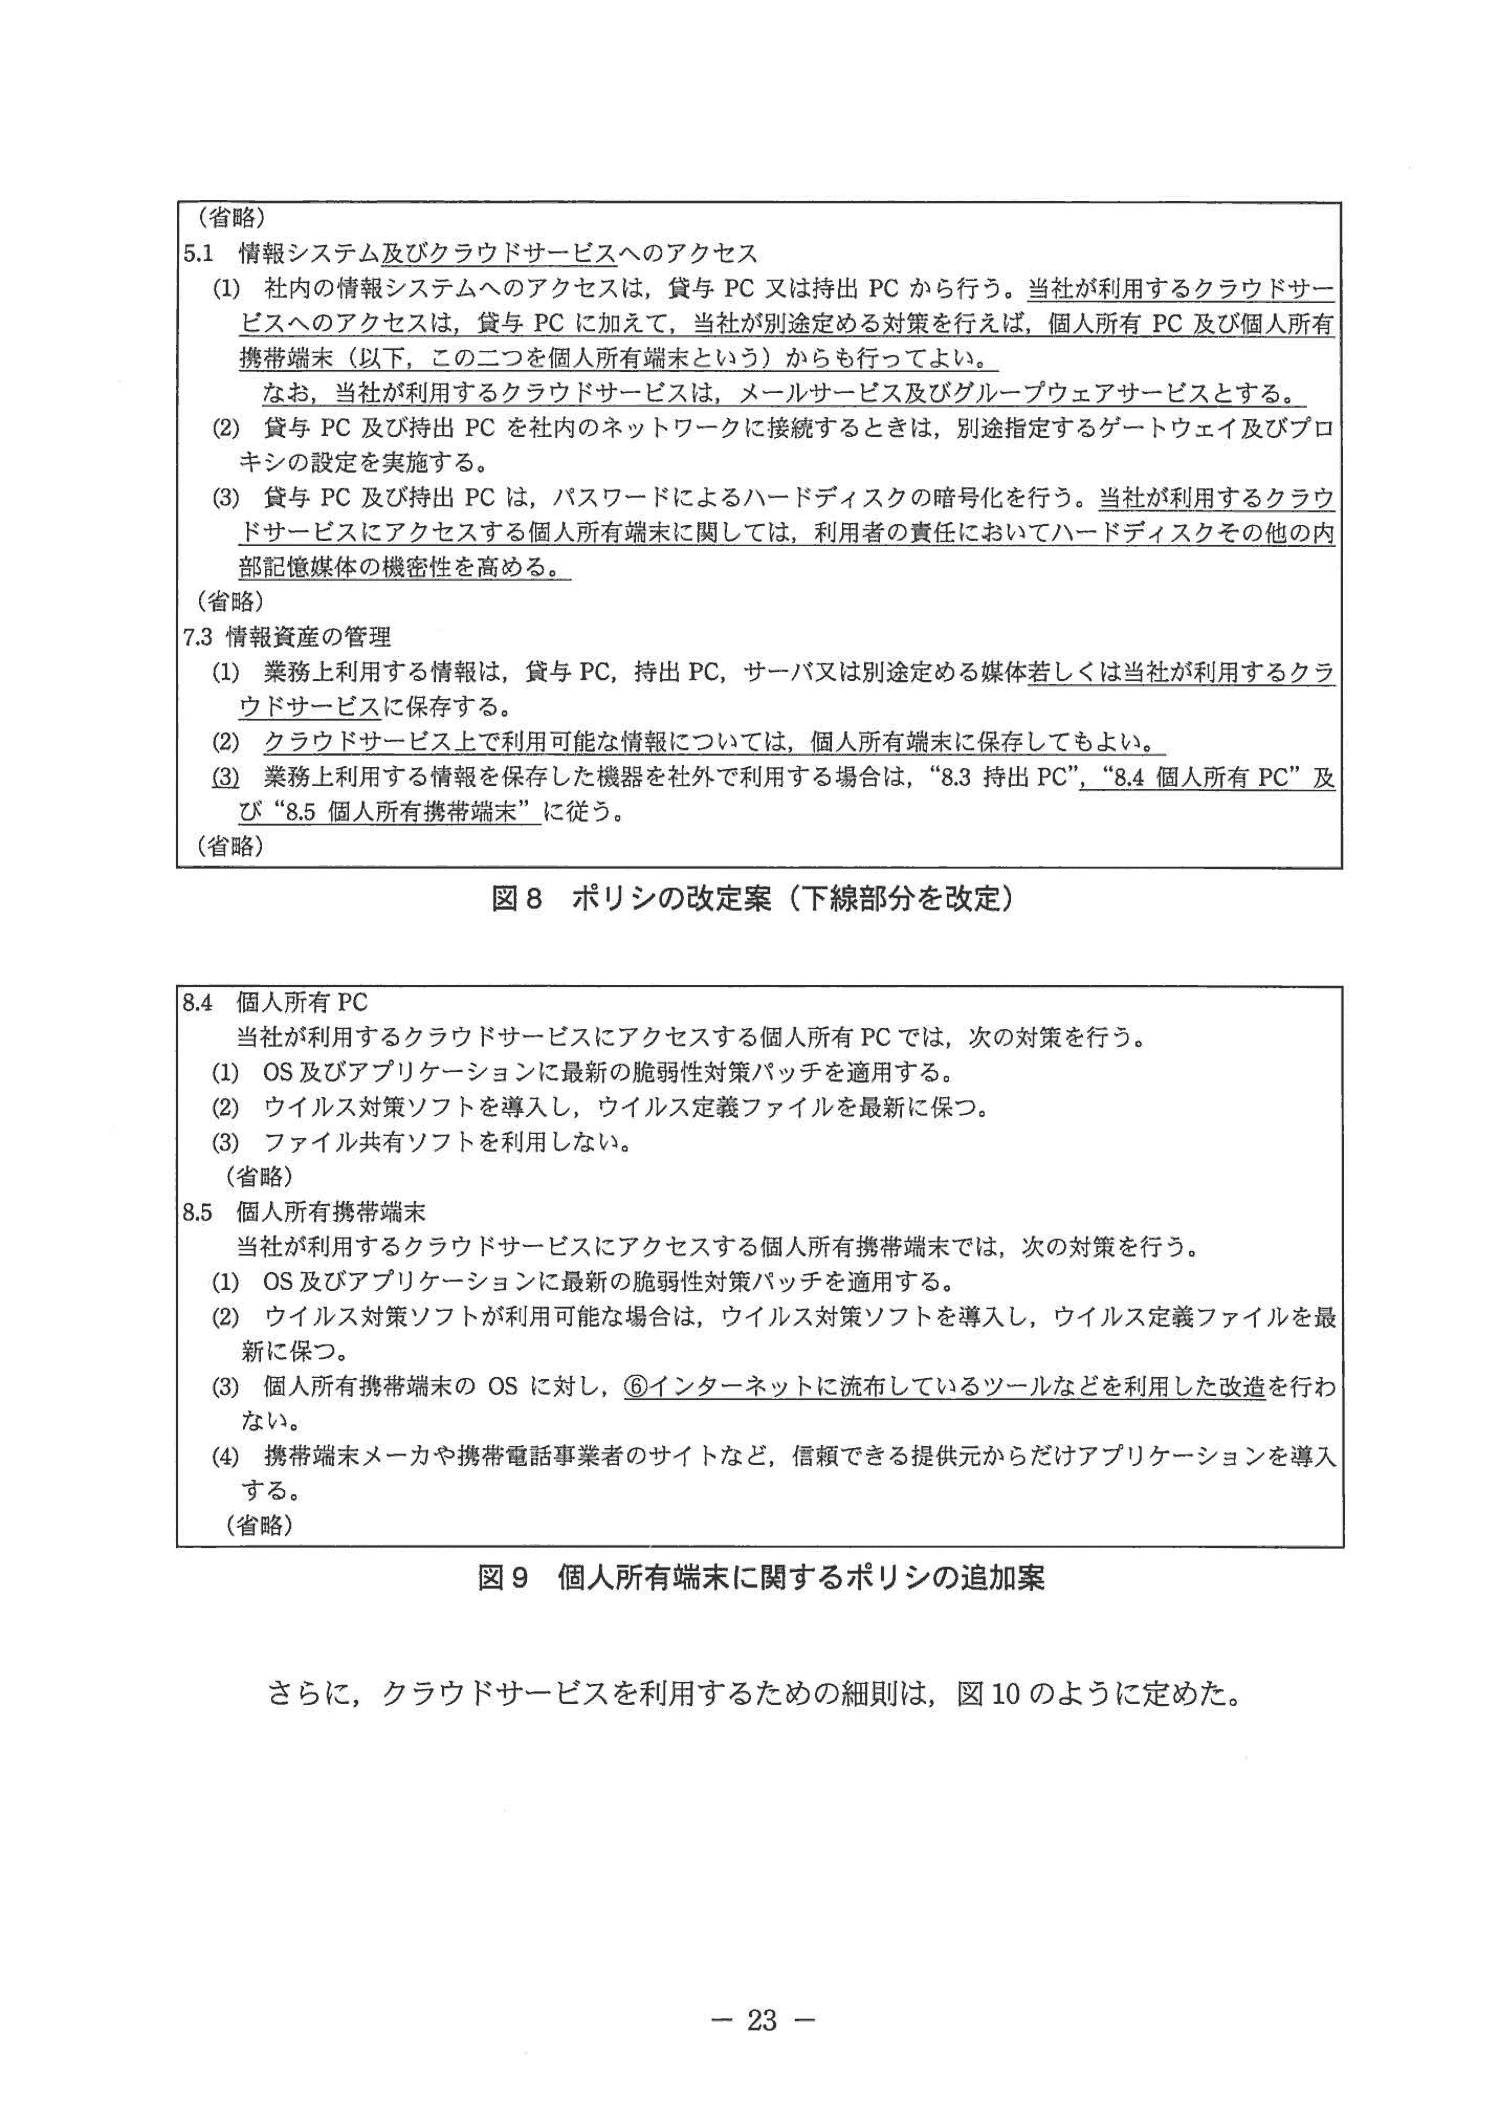 （省略）
5.1　情報システム及びクラウドサービスへのアクセス
(1)　社内の情報システムへのアクセスは，貸与 PC 又は持出 PC から行う。当社が利用するクラウドサー
ビスへのアクセスは，貸与 PC に加えて，当社が別途定める対策を行えば，個人所有 PC 及び個人所有
携帯端末（以下，この二つを個人所有端末という）からも行ってよい。
なお，当社が利用するクラウドサービスは，メールサービス及びグループウェアサービスとする。
(2)　貸与 PC 及び持出 PC を社内のネットワークに接続するときは，別途指定するゲートウェイ及びプロ
キシの設定を実施する。
(3)　貸与 PC 及び持出 PC は，パスワードによるハードディスクの暗号化を行う。当社が利用するクラウ
ドサービスにアクセスする個人所有端末に関しては，利用者の責任においてハードディスクその他の内
部記憶媒体の機密性を高める。
（省略）
7.3 情報資産の管理
(1)　業務上利用する情報は，貸与 PC，持出 PC，サーバ又は別途定める媒体若しくは当社が利用するクラ
ウドサービスに保存する。
(2)　クラウドサービス上で利用可能な情報については，個人所有端末に保存してもよい。
(3)　業務上利用する情報を保存した機器を社外で利用する場合は，“8.3 持出 PC”，“8.4 個人所有 PC” 及
び “8.5 個人所有携帯端末” に従う。
（省略）
図 8　ポリシの改定案（下線部分を改定）
8.4　個人所有 PC
当社が利用するクラウドサービスにアクセスする個人所有 PC では，次の対策を行う。
(1)　OS 及びアプリケーションに最新の脆弱性対策パッチを適用する。
(2)　ウイルス対策ソフトを導入し，ウイルス定義ファイルを最新に保つ。
(3)　ファイル共有ソフトを利用しない。
（省略）
8.5　個人所有携帯端末
当社が利用するクラウドサービスにアクセスする個人所有携帯端末では，次の対策を行う。
(1)　OS 及びアプリケーションに最新の脆弱性対策パッチを適用する。
(2)　ウイルス対策ソフトが利用可能な場合は，ウイルス対策ソフトを導入し，ウイルス定義ファイルを最
新に保つ。
(3)　個人所有携帯端末の OS に対し，⑥インターネットに流布しているツールなどを利用した改造を行わ
ない。
(4)　携帯端末メーカや携帯電話事業者のサイトなど，信頼できる提供元からだけアプリケーションを導入
する。
（省略）
図 9　個人所有端末に関するポリシの追加案
さらに，クラウドサービスを利用するための細則は，図 10 のように定めた。
－ 23 －